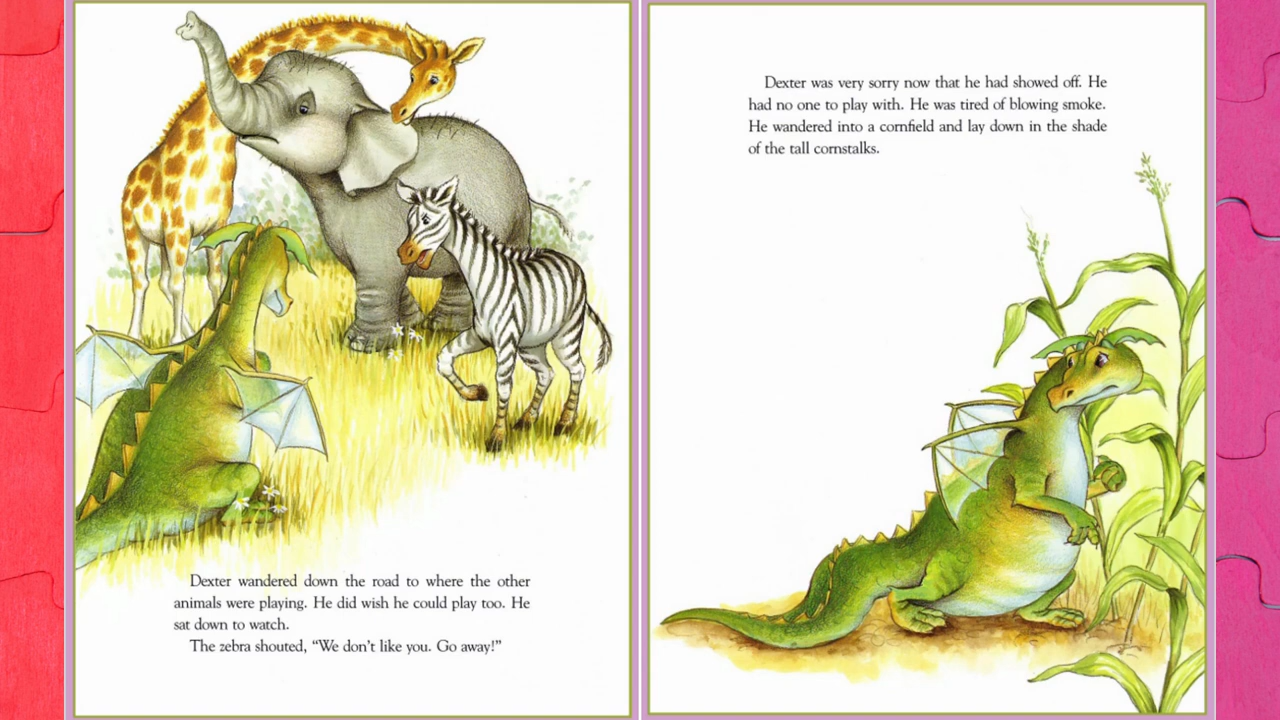 Dexter wandered down the road to where the other
animals were playing. He did wish he could play too. He
sat down to watch.
The zebra shouted, “We don’t like you. Go away!”
Dexter was very sorry now that he had showed off. He
had no one to play with. He was tired of blowing smoke.
He wandered into a cornfield and lay down in the shade
of the tall cornstalks.